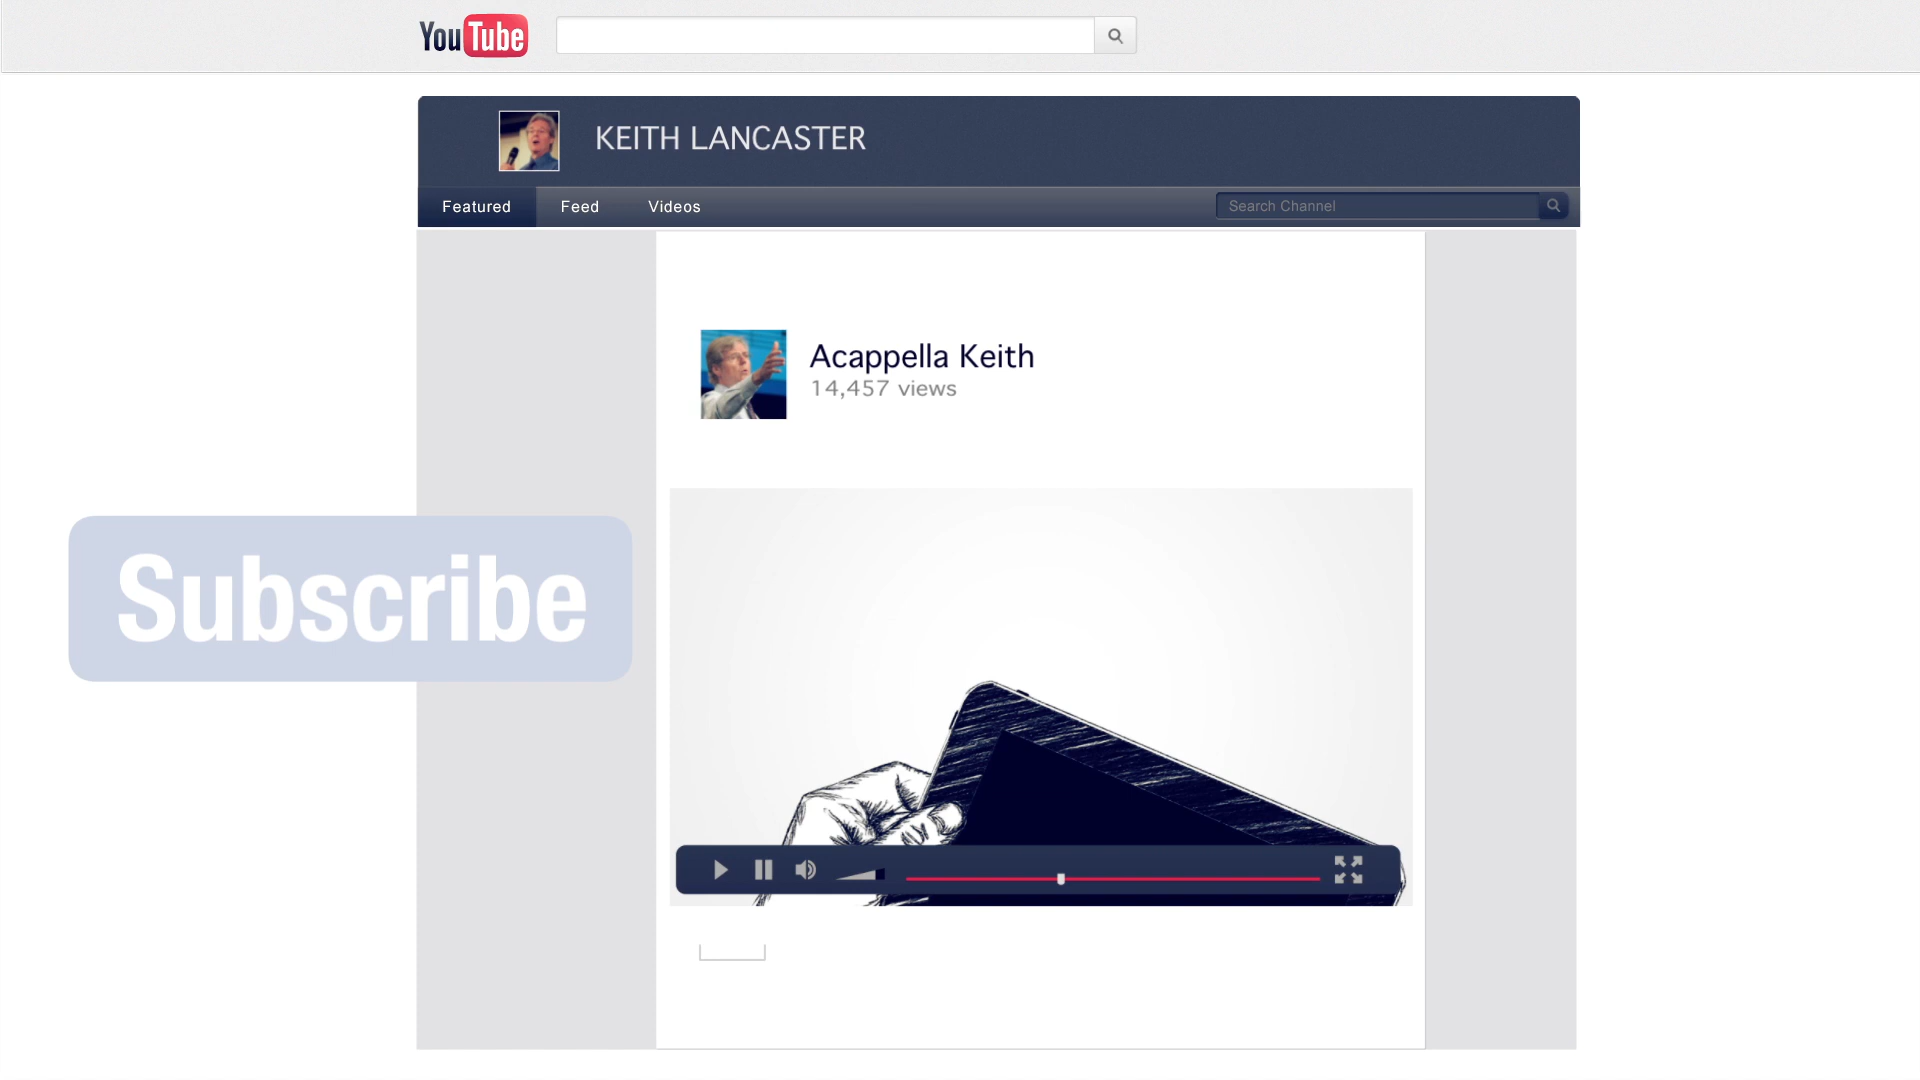 YouTube
KEITH LANCASTER
Featured Feed Videos Search Channel
Acappella Keith
14,457 views
Subscribe